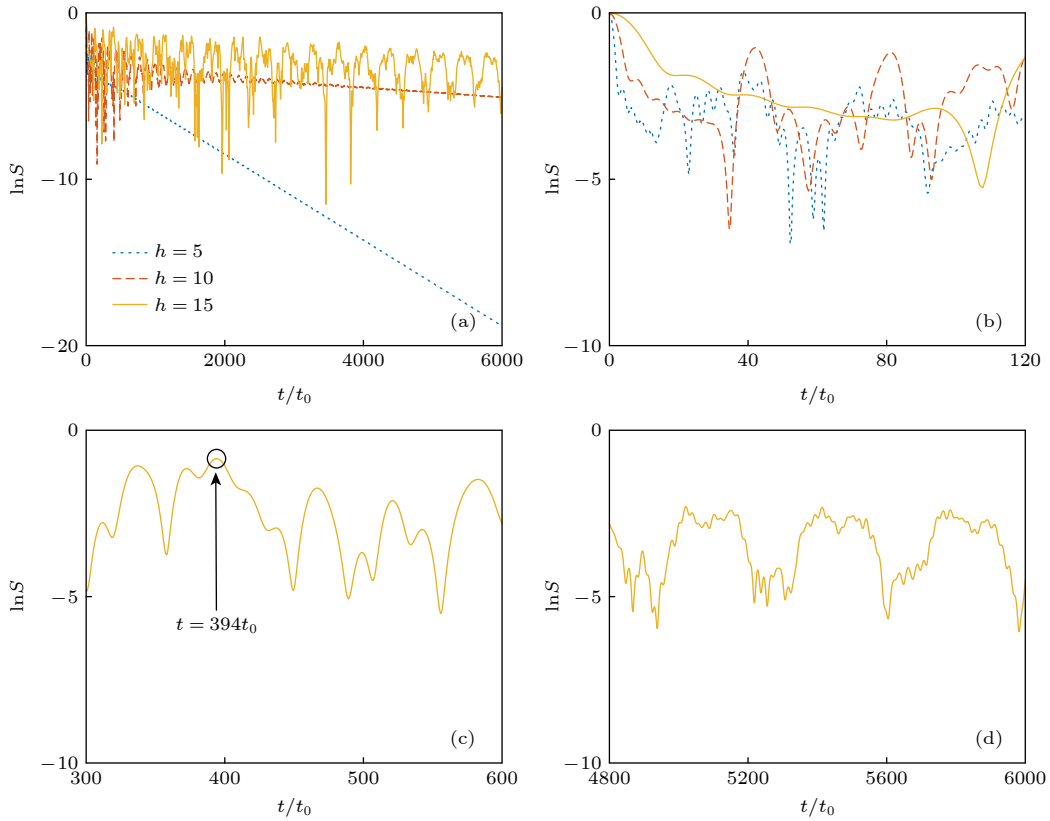 0
−10
−20
lnS
h = 5
h = 10
h = 15
(a)
0 2000 4000 6000
t/t₀
0
−5
−10
lnS
(b)
0 40 80 120
t/t₀
0
−5
−10
lnS
t = 394t₀
(c)
300 400 500 600
t/t₀
0
−5
−10
lnS
(d)
4800 5200 5600 6000
t/t₀